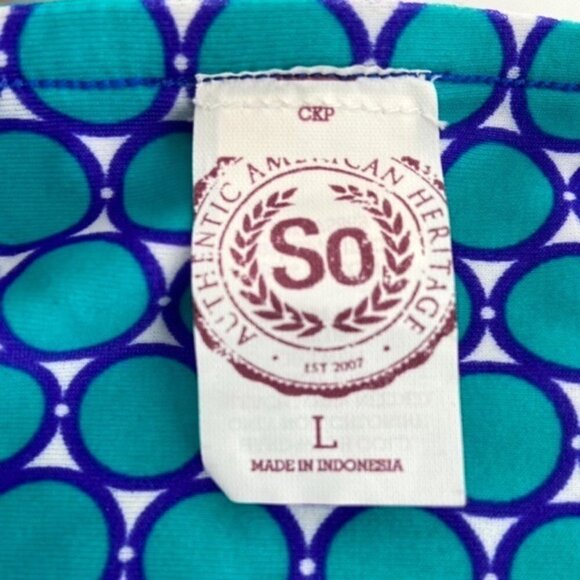 CKP
AUTHENTIC AMERICAN HERITAGE
So
EST 2007
L
MADE IN INDONESIA